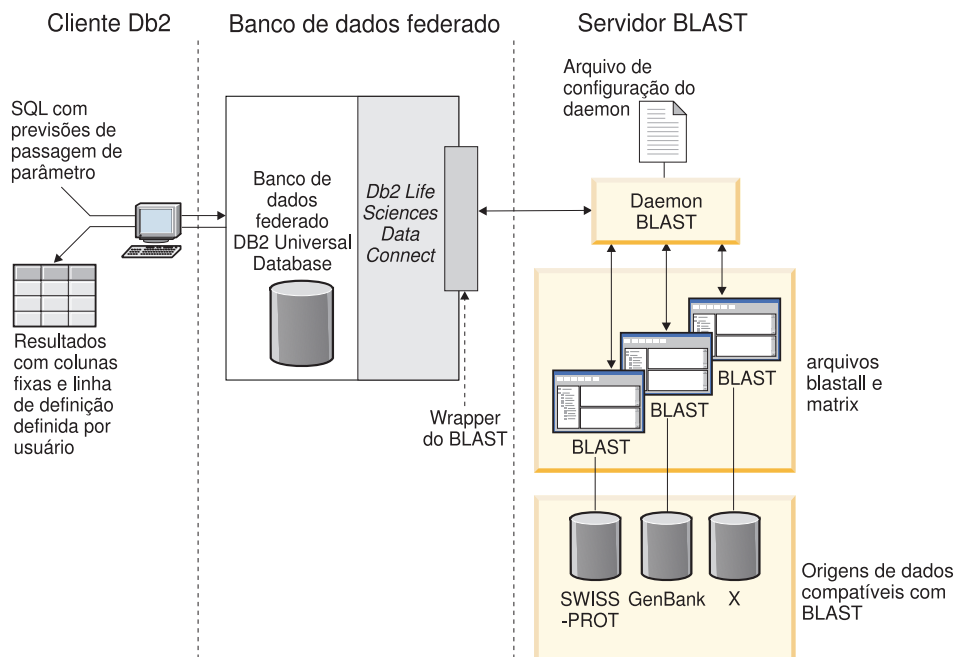 Cliente Db2
Banco de dados federado
Servidor BLAST
SQL com
previsões de
passagem de
parâmetro
Resultados
com colunas
fixas e linha
de definição
definida por
usuário
Banco de
dados
federado
DB2 Universal
Database
Db2 Life
Sciences
Data
Connect
Wrapper
do BLAST
Arquivo de
configuração do
daemon
Daemon
BLAST
BLAST
BLAST
BLAST
arquivos
blastall e
matrix
SWISS
-PROT
GenBank
X
Origens de dados
compatíveis com
BLAST